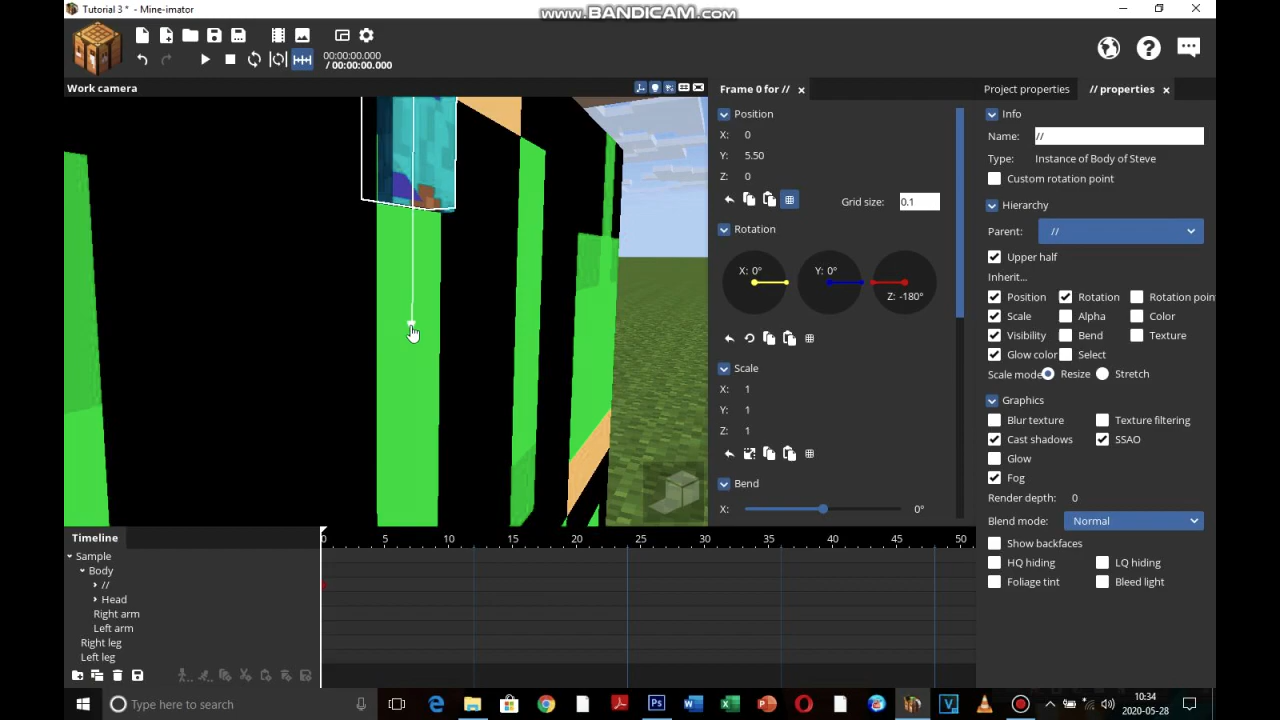 www.BANDICAM.com
Tutorial 3 * - Mine-imator
00:00:00.000
/ 00:00:00.000
Work camera
Frame 0 for //
Position
X: 0
Y: 5.50
Z: 0
Grid size: 0.1
Rotation
X: 0°
Y: 0°
Z: -180°
Scale
X: 1
Y: 1
Z: 1
Bend
X: 0°
Project properties
// properties
Info
Name: //
Type: Instance of Body of Steve
Custom rotation point
Hierarchy
Parent: //
Upper half
Inherit...
Position Rotation Rotation poin
Scale Alpha Color
Visibility Bend Texture
Glow color Select
Scale mode Resize Stretch
Graphics
Blur texture Texture filtering
Cast shadows SSAO
Glow
Fog
Render depth: 0
Blend mode: Normal
Show backfaces
HQ hiding LQ hiding
Foliage tint Bleed light
Timeline
0 5 10 15 20 25 30 35 40 45 50
Sample
Body
//
Head
Right arm
Left arm
Right leg
Left leg
Type here to search
10:34
2020-05-28